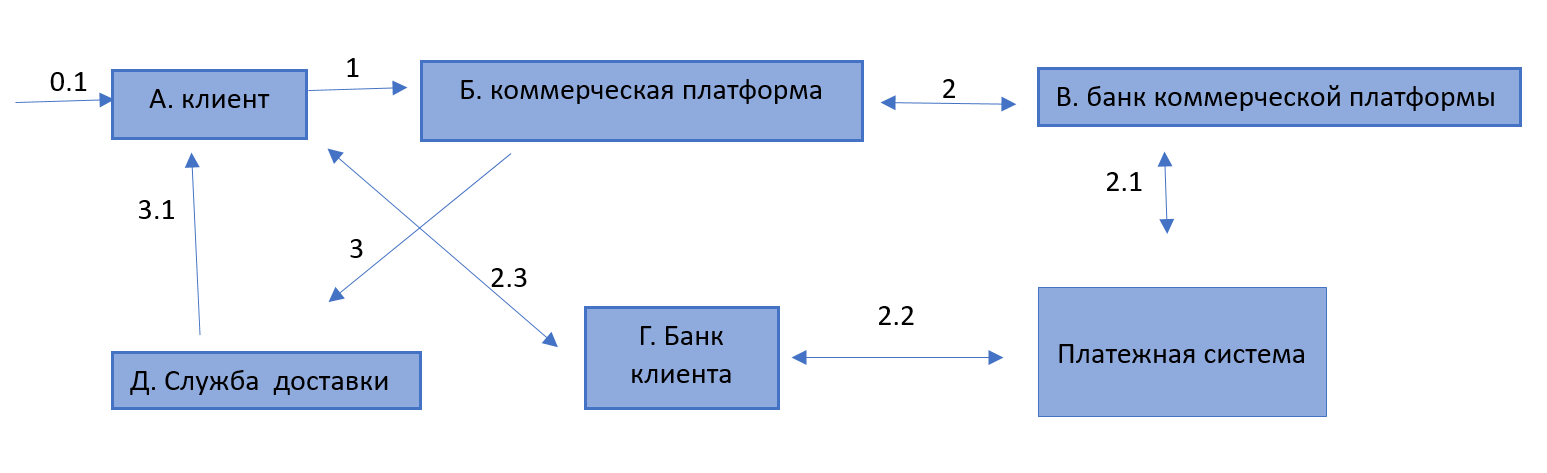 0.1
А. клиент
1
Б. коммерческая платформа
2
В. банк коммерческой платформы
3.1
3
2.3
2.1
Д. Служба доставки
Г. Банк
клиента
2.2
Платежная система